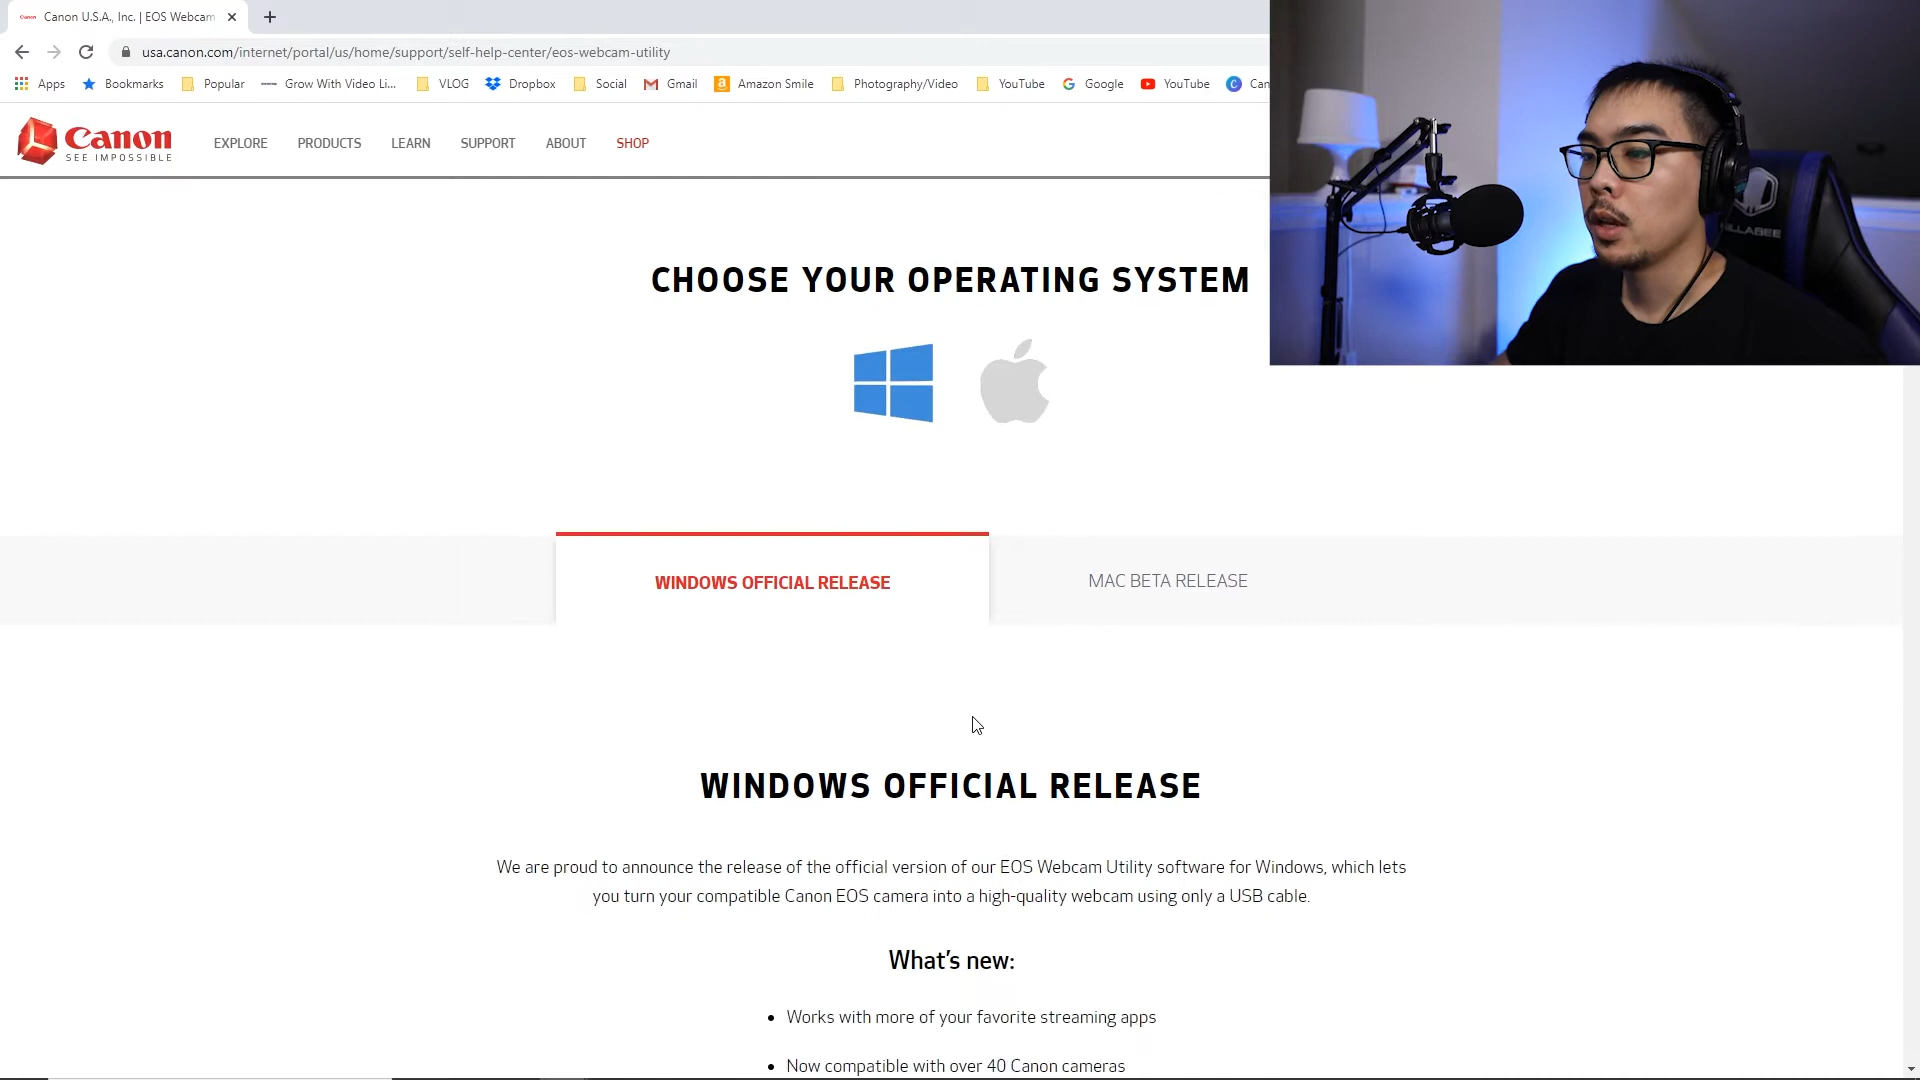 Canon U.S.A., Inc. | EOS Webcam
usa.canon.com/internet/portal/us/home/support/self-help-center/eos-webcam-utility
Apps Bookmarks Popular Grow With Video Li... VLOG Dropbox Social Gmail Amazon Smile Photography/Video YouTube Google YouTube Can
Canon
SEE IMPOSSIBLE
EXPLORE PRODUCTS LEARN SUPPORT ABOUT SHOP
CHOOSE YOUR OPERATING SYSTEM
WINDOWS OFFICIAL RELEASE MAC BETA RELEASE
WINDOWS OFFICIAL RELEASE
We are proud to announce the release of the official version of our EOS Webcam Utility software for Windows, which lets
you turn your compatible Canon EOS camera into a high-quality webcam using only a USB cable.
What's new:
• Works with more of your favorite streaming apps
• Now compatible with over 40 Canon cameras